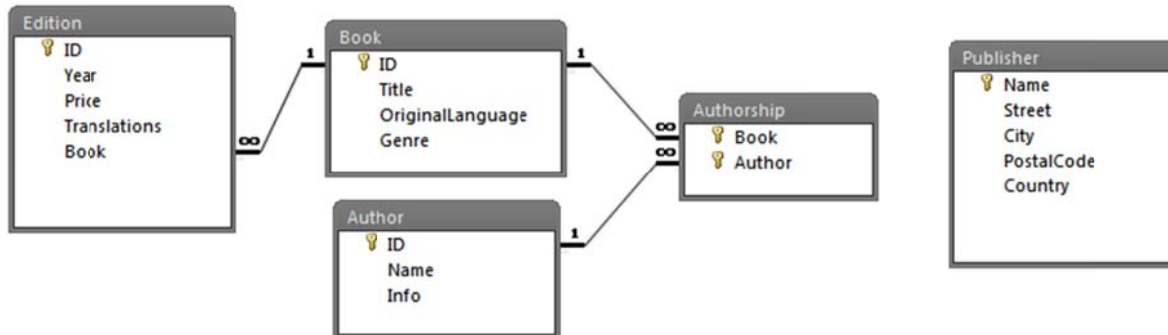 Edition
ID
Year
Price
Translations
Book
1
∞
Book
ID
Title
OriginalLanguage
Genre
1
∞
∞
Authorship
Book
Author
Author
ID
Name
Info
1
Publisher
Name
Street
City
PostalCode
Country